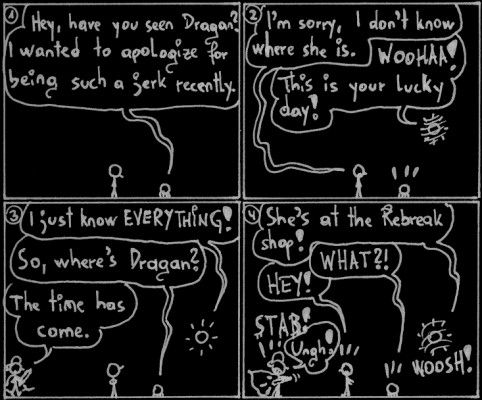 1
Hey, have you seen Dragan?
I wanted to apologize for
being such a jerk recently.
2
I'm sorry, I don't know
where she is.
WOOHAA!
This is your lucky
day!
3
I just know EVERYTHING!
So, where's Dragan?
The time has
come.
4
She's at the Rebreak
shop!
WHAT?!
HEY!
STAB!
Ungh!
WOOSH!